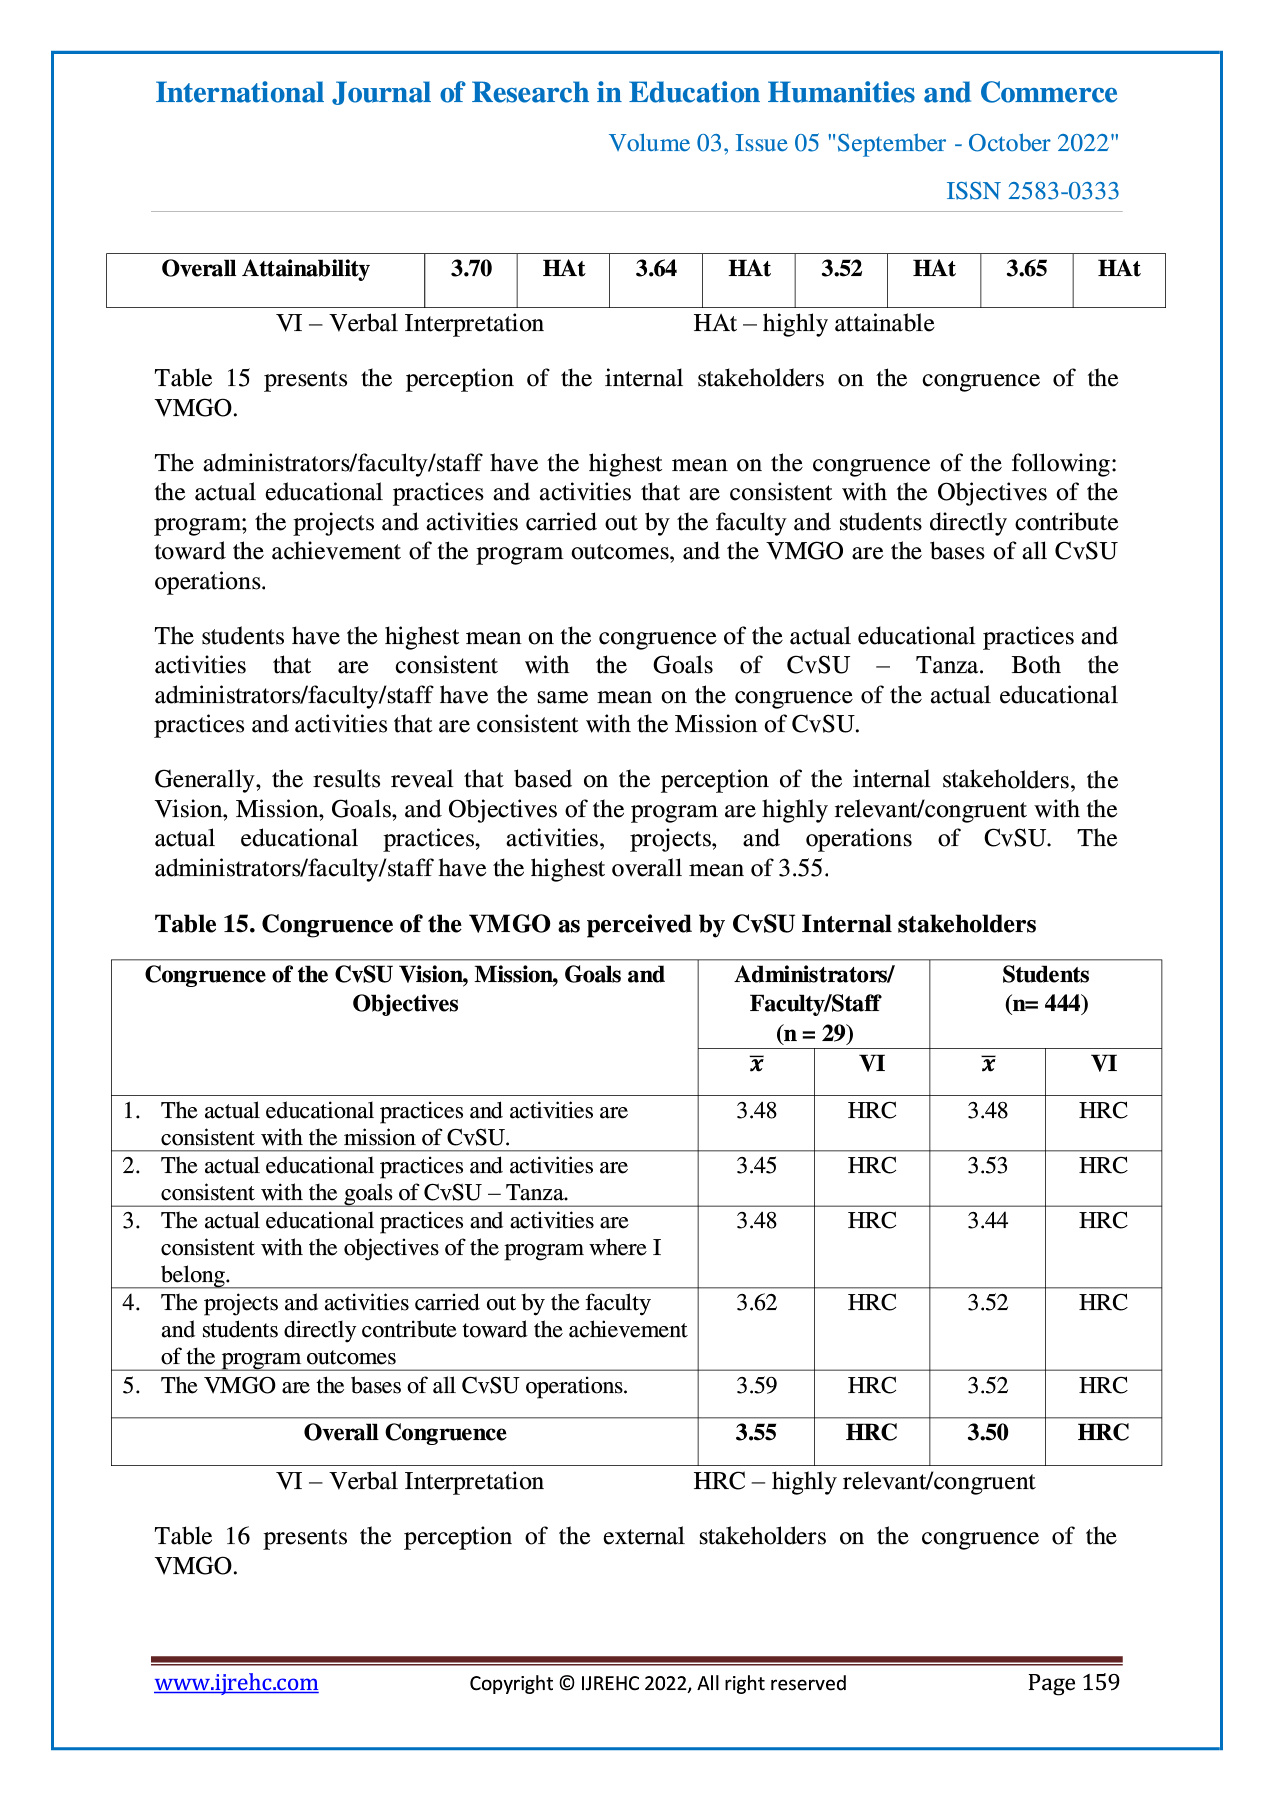 International Journal of Research in Education Humanities and Commerce
Volume 03, Issue 05 "September - October 2022"
ISSN 2583-0333
Overall Attainability 3.70 HAt 3.64 HAt 3.52 HAt 3.65 HAt
VI – Verbal Interpretation HAt – highly attainable
Table 15 presents the perception of the internal stakeholders on the congruence of the
VMGO.
The administrators/faculty/staff have the highest mean on the congruence of the following:
the actual educational practices and activities that are consistent with the Objectives of the
program; the projects and activities carried out by the faculty and students directly contribute
toward the achievement of the program outcomes, and the VMGO are the bases of all CvSU
operations.
The students have the highest mean on the congruence of the actual educational practices and
activities that are consistent with the Goals of CvSU – Tanza. Both the
administrators/faculty/staff have the same mean on the congruence of the actual educational
practices and activities that are consistent with the Mission of CvSU.
Generally, the results reveal that based on the perception of the internal stakeholders, the
Vision, Mission, Goals, and Objectives of the program are highly relevant/congruent with the
actual educational practices, activities, projects, and operations of CvSU. The
administrators/faculty/staff have the highest overall mean of 3.55.
Table 15. Congruence of the VMGO as perceived by CvSU Internal stakeholders
Congruence of the CvSU Vision, Mission, Goals and
Objectives
Administrators/
Faculty/Staff
(n = 29)
Students
(n= 444)
x̅ VI x̅ VI
1. The actual educational practices and activities are 3.48 HRC 3.48 HRC
consistent with the mission of CvSU.
2. The actual educational practices and activities are 3.45 HRC 3.53 HRC
consistent with the goals of CvSU – Tanza.
3. The actual educational practices and activities are 3.48 HRC 3.44 HRC
consistent with the objectives of the program where I
belong.
4. The projects and activities carried out by the faculty 3.62 HRC 3.52 HRC
and students directly contribute toward the achievement
of the program outcomes
5. The VMGO are the bases of all CvSU operations. 3.59 HRC 3.52 HRC
Overall Congruence 3.55 HRC 3.50 HRC
VI – Verbal Interpretation HRC – highly relevant/congruent
Table 16 presents the perception of the external stakeholders on the congruence of the
VMGO.
www.ijrehc.com Copyright © IJREHC 2022, All right reserved Page 159